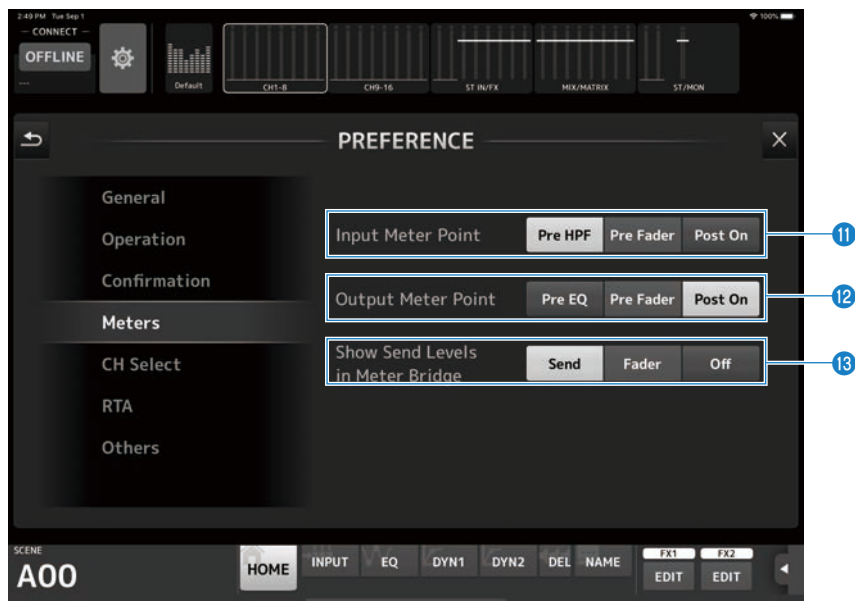 2:49 PM Tue Sep 1
100%
CONNECT
OFFLINE
---
Default
CH1-8
CH9-16
ST IN/FX
MIX/MATRIX
ST/MON
PREFERENCE
General
Operation
Confirmation
Meters
CH Select
RTA
Others
Input Meter Point Pre HPF Pre Fader Post On 11
Output Meter Point Pre EQ Pre Fader Post On 12
Show Send Levels
in Meter Bridge Send Fader Off 13
SCENE
A00
HOME INPUT EQ DYN1 DYN2 DEL NAME
FX1 FX2
EDIT EDIT